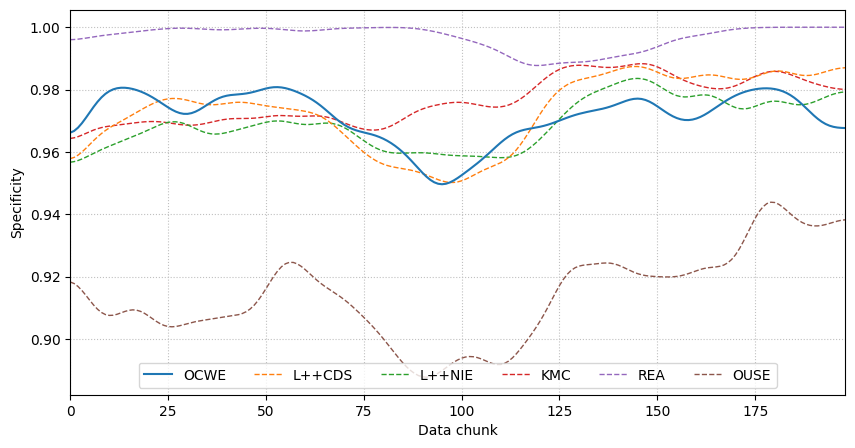 1.00
0.98
0.96
0.94
0.92
0.90
Specificity
OCWE L++CDS L++NIE KMC REA OUSE
0 25 50 75 100 125 150 175
Data chunk